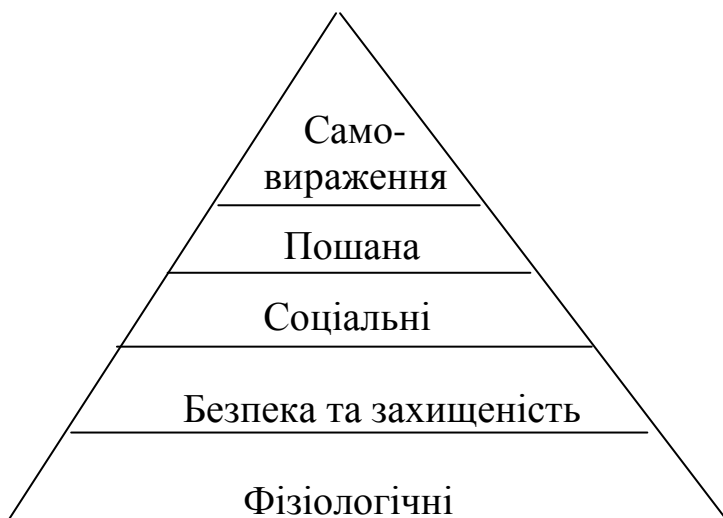 Само-
вираження
Пошана
Соціальні
Безпека та захищеність
Фізіологічні